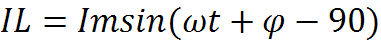 IL = Imsin(ωt + φ − 90)